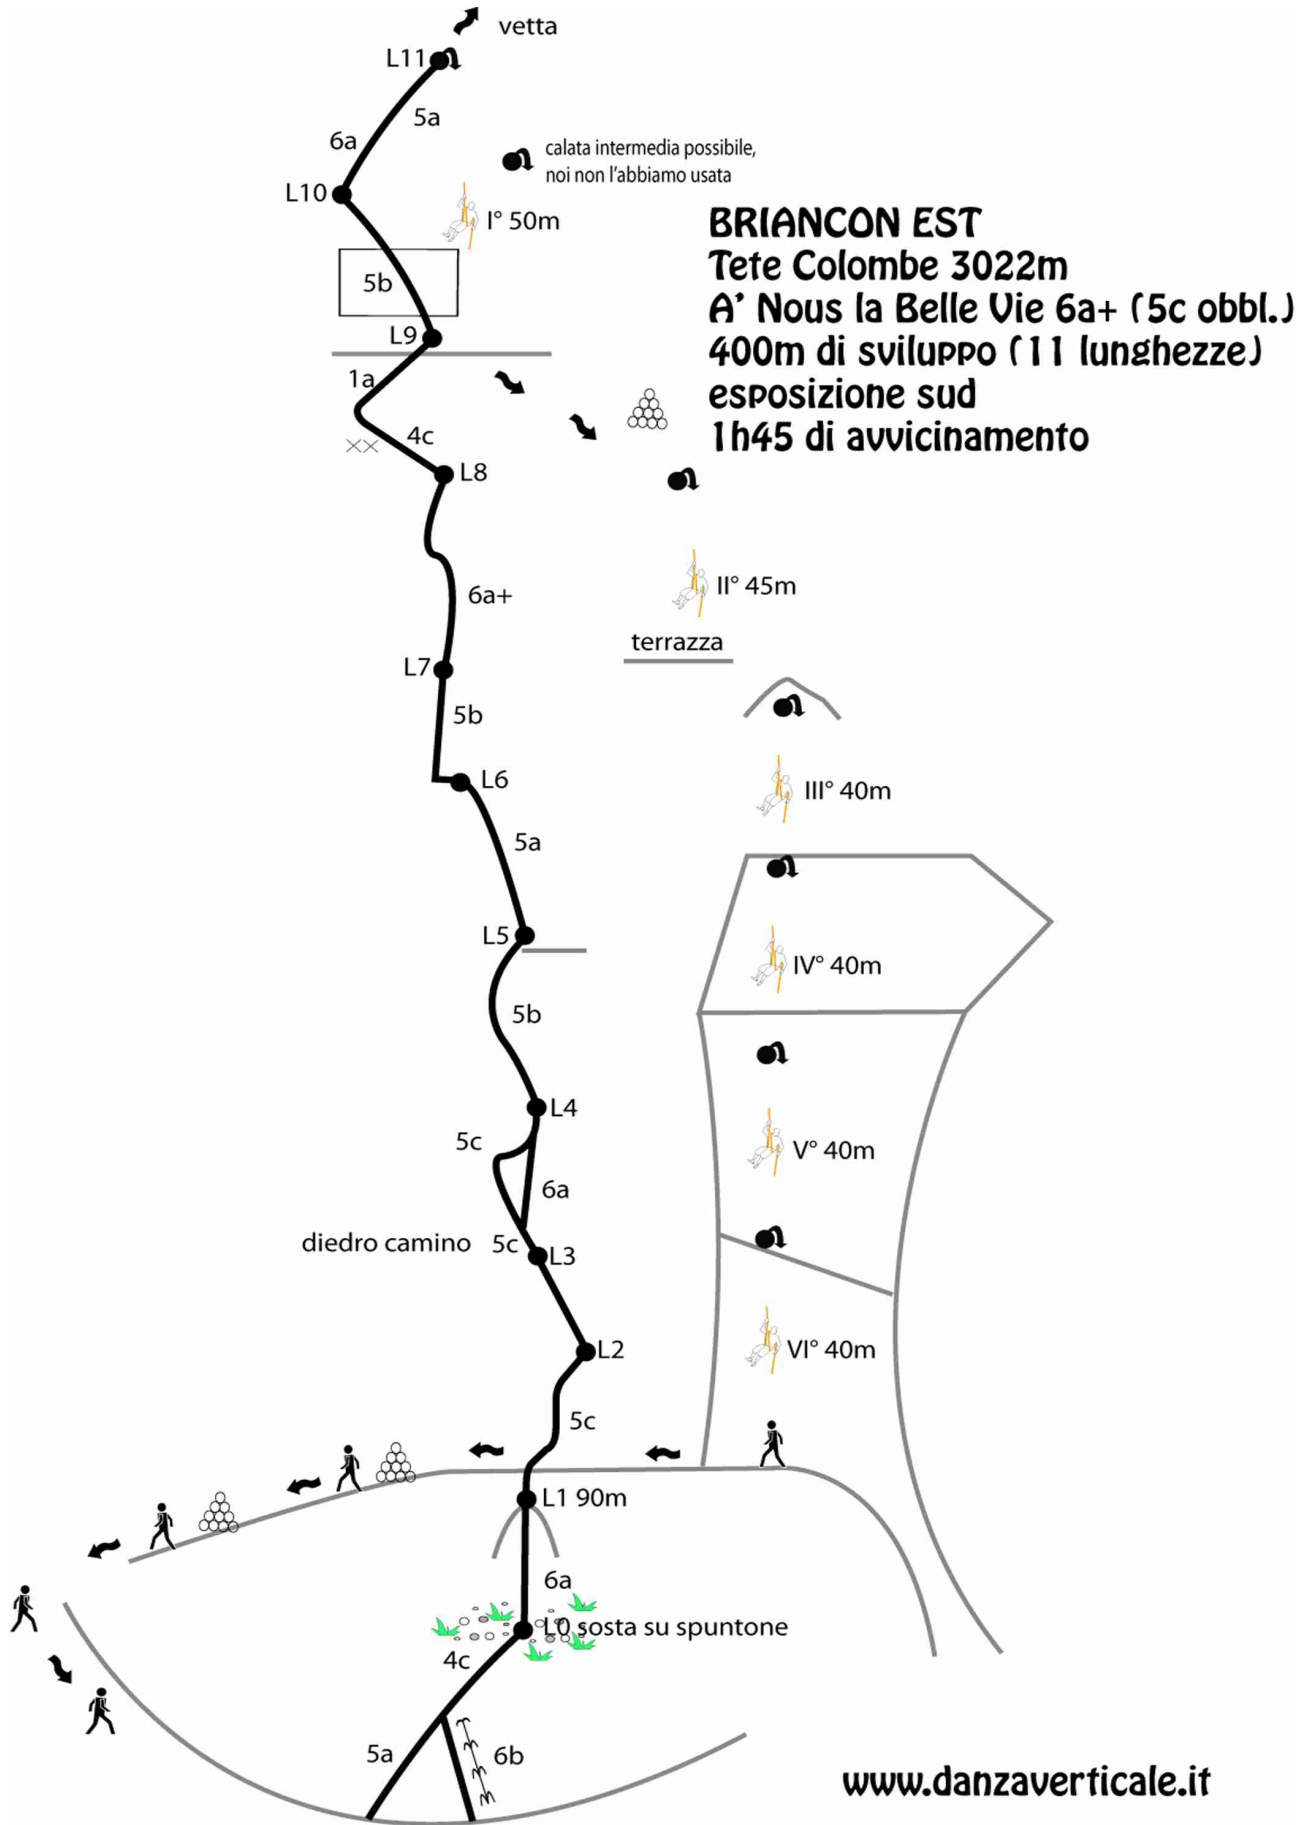 vetta
L11
5a
6a
calata intermedia possibile,
noi non l'abbiamo usata
L10
I° 50m
BRIANCON EST
Tete Colombe 3022m
A' Nous la Belle Vie 6a+ (5c obbl.)
400m di sviluppo (11 lunghezze)
esposizione sud
1h45 di avvicinamento
5b
L9
1a
4c
L8
II° 45m
6a+
terrazza
L7
5b
L6
III° 40m
5a
L5
IV° 40m
5b
L4
5c
V° 40m
6a
diedro camino
5c
L3
L2
VI° 40m
5c
L1 90m
6a
L0 sosta su spuntone
4c
5a
6b
www.danzaverticale.it